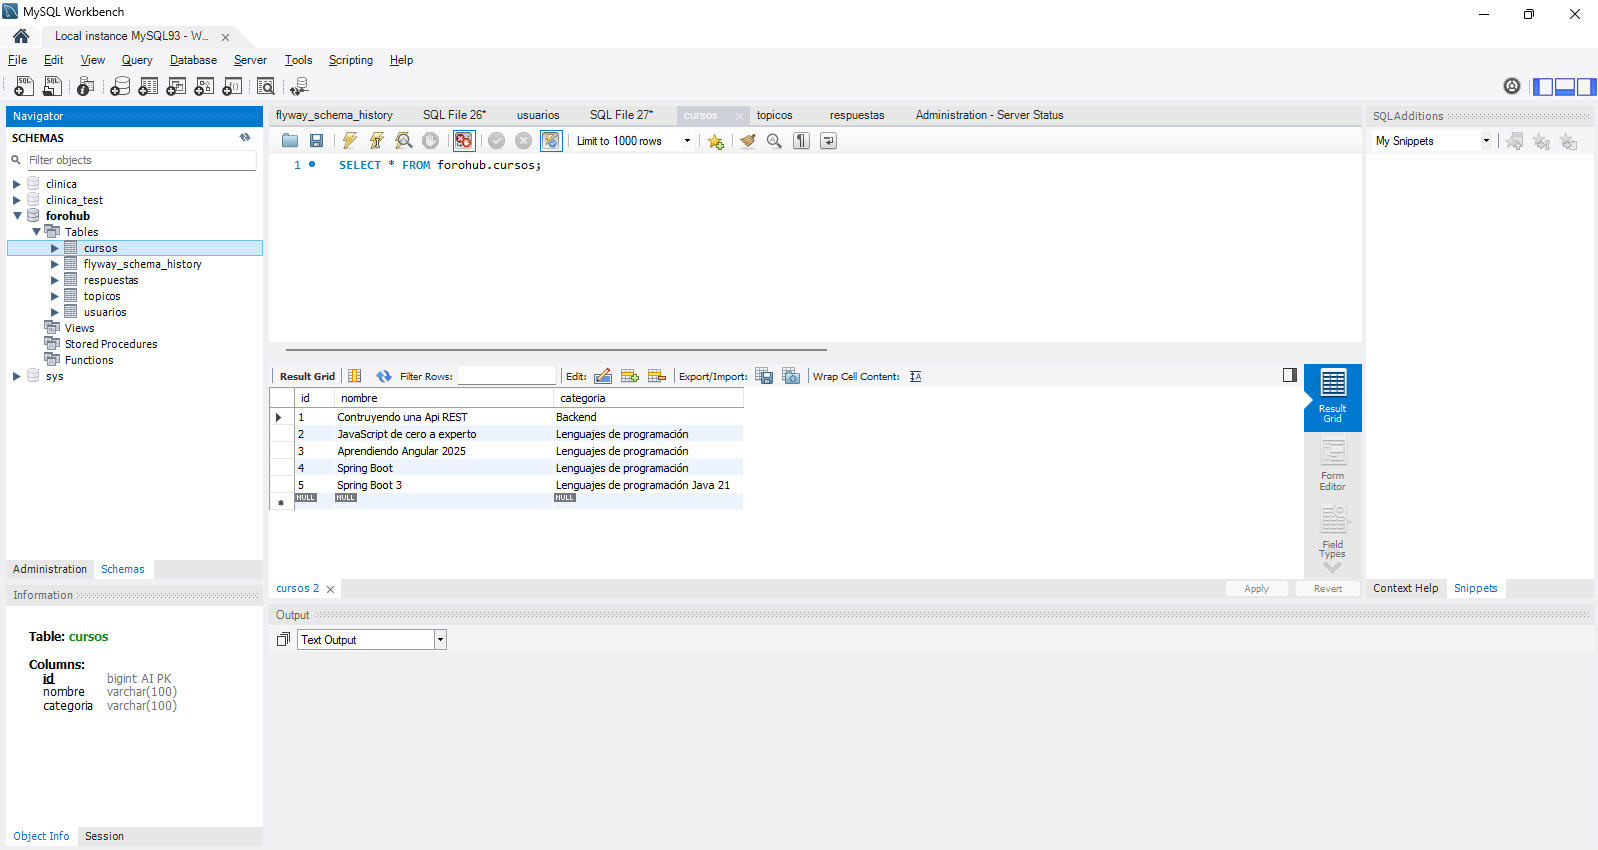 MySQL Workbench
Local instance MySQL93 - W...
File Edit View Query Database Server Tools Scripting Help
Navigator
SCHEMAS
Filter objects
clinica
clinica_test
forohub
Tables
cursos
flyway_schema_history
respuestas
topicos
usuarios
Views
Stored Procedures
Functions
sys
Administration Schemas
Information
Table: cursos
Columns:
id bigint AI PK
nombre varchar(100)
categoria varchar(100)
Object Info Session
flyway_schema_history SQL File 26* usuarios SQL File 27* cursos topicos respuestas Administration - Server Status
Limit to 1000 rows
1 SELECT * FROM forohub.cursos;
Result Grid Filter Rows: Edit: Export/Import: Wrap Cell Content:
id nombre categoria
1 Contruyendo una Api REST Backend
2 JavaScript de cero a experto Lenguajes de programación
3 Aprendiendo Angular 2025 Lenguajes de programación
4 Spring Boot Lenguajes de programación
5 Spring Boot 3 Lenguajes de programación Java 21
NULL NULL NULL
Result
Grid
Form
Editor
Field
Types
cursos 2
Apply Revert
Output
Text Output
SQLAdditions
My Snippets
Context Help Snippets